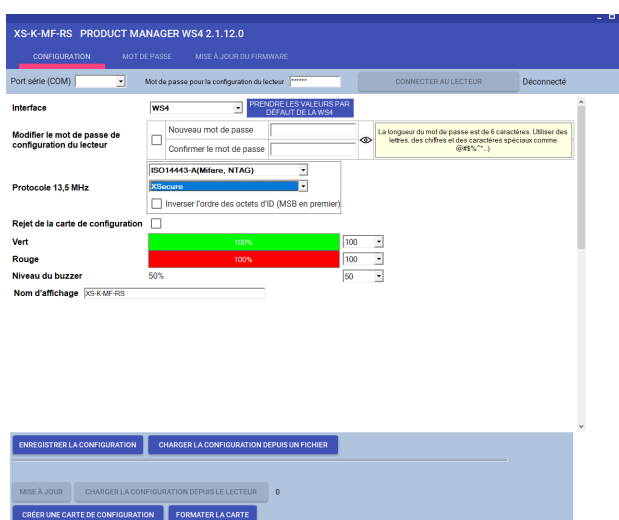 XS-K-MF-RS PRODUCT MANAGER WS4 2.1.12.0
CONFIGURATION MOT DE PASSE MISE À JOUR DU FIRMWARE
Port série (COM) Mot de passe pour la configuration du lecteur ****** CONNECTER AU LECTEUR Déconnecté
Interface WS4 PRENDRE LES VALEURS PAR
DÉFAUT DE LA WS4
Modifier le mot de passe de
configuration du lecteur
Nouveau mot de passe
Confirmer le mot de passe
La longueur du mot de passe est de 6 caractères. Utiliser des
lettres, des chiffres et des caractères spéciaux comme
@#$%^*...)
Protocole 13,5 MHz
ISO14443-A(Mifare, NTAG)
XSecure
Inverser l'ordre des octets d'ID (MSB en premier)
Rejet de la carte de configuration
Vert 100% 100
Rouge 100% 100
Niveau du buzzer 50% 50
Nom d'affichage XS-K-MF-RS
ENREGISTRER LA CONFIGURATION CHARGER LA CONFIGURATION DEPUIS UN FICHIER
MISE À JOUR CHARGER LA CONFIGURATION DEPUIS LE LECTEUR 0
CRÉER UNE CARTE DE CONFIGURATION FORMATER LA CARTE